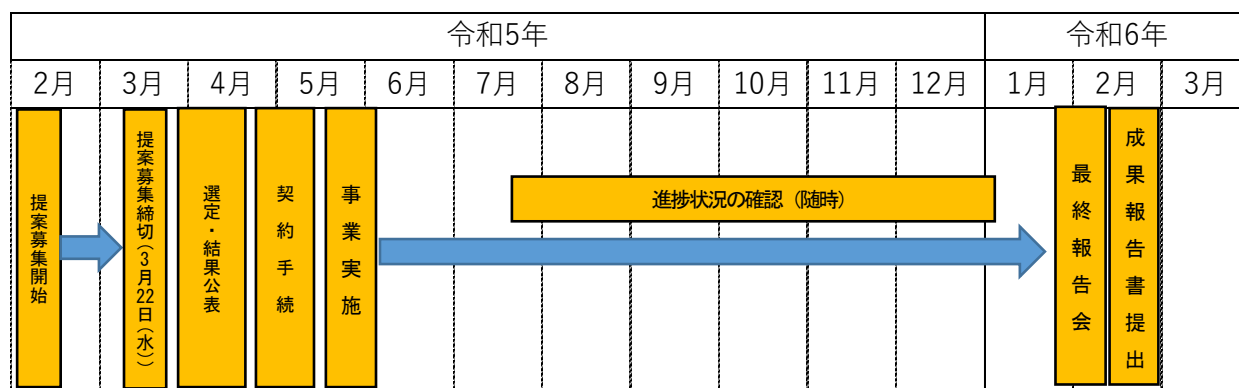 令和5年
令和6年
2月
3月
4月
5月
6月
7月
8月
9月
10月
11月
12月
1月
2月
3月
提案募集開始
提案募集締切(3月22日(水))
選定・結果公表
契約手続
事業実施
進捗状況の確認（随時）
最終報告会
成果報告書提出